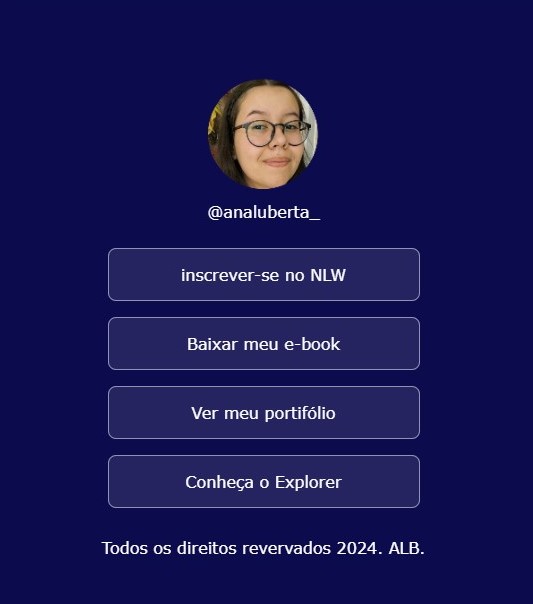 @analuberta_
inscrever-se no NLW
Baixar meu e-book
Ver meu portifólio
Conheça o Explorer
Todos os direitos revervados 2024. ALB.